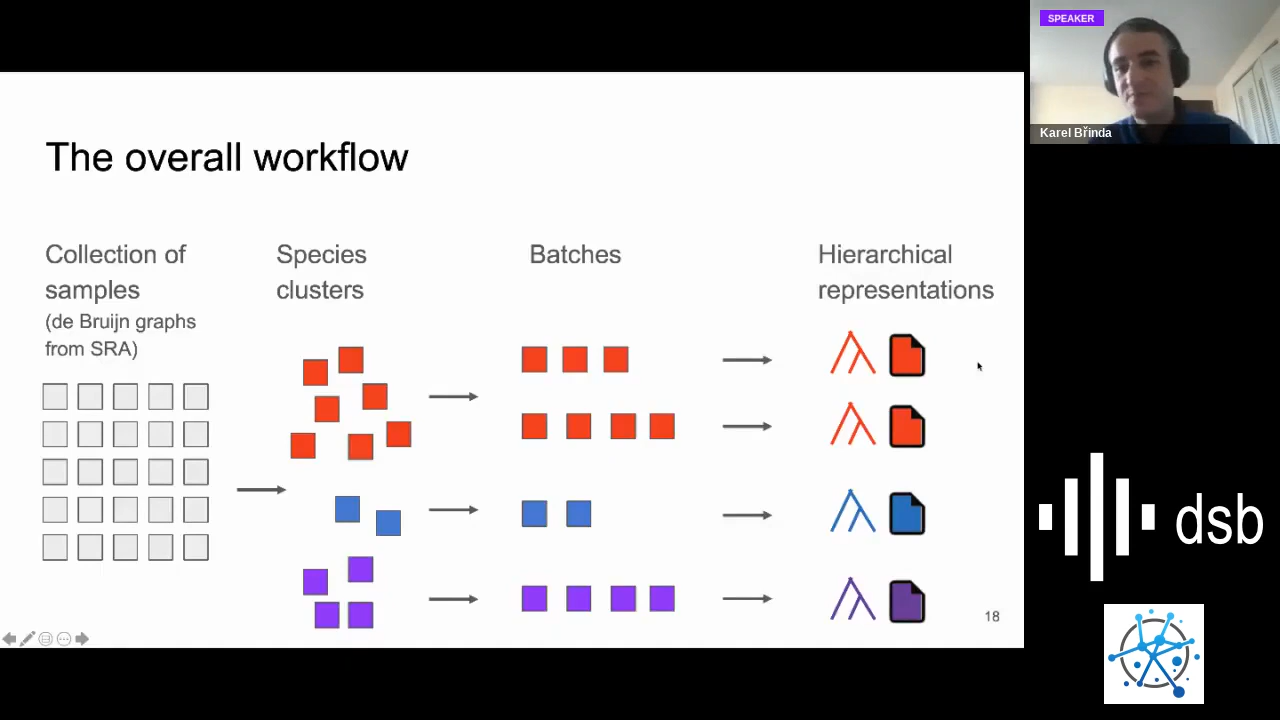 SPEAKER
Karel Břinda
The overall workflow
Collection of
samples
(de Bruijn graphs
from SRA)
Species
clusters
Batches
Hierarchical
representations
18
dsb